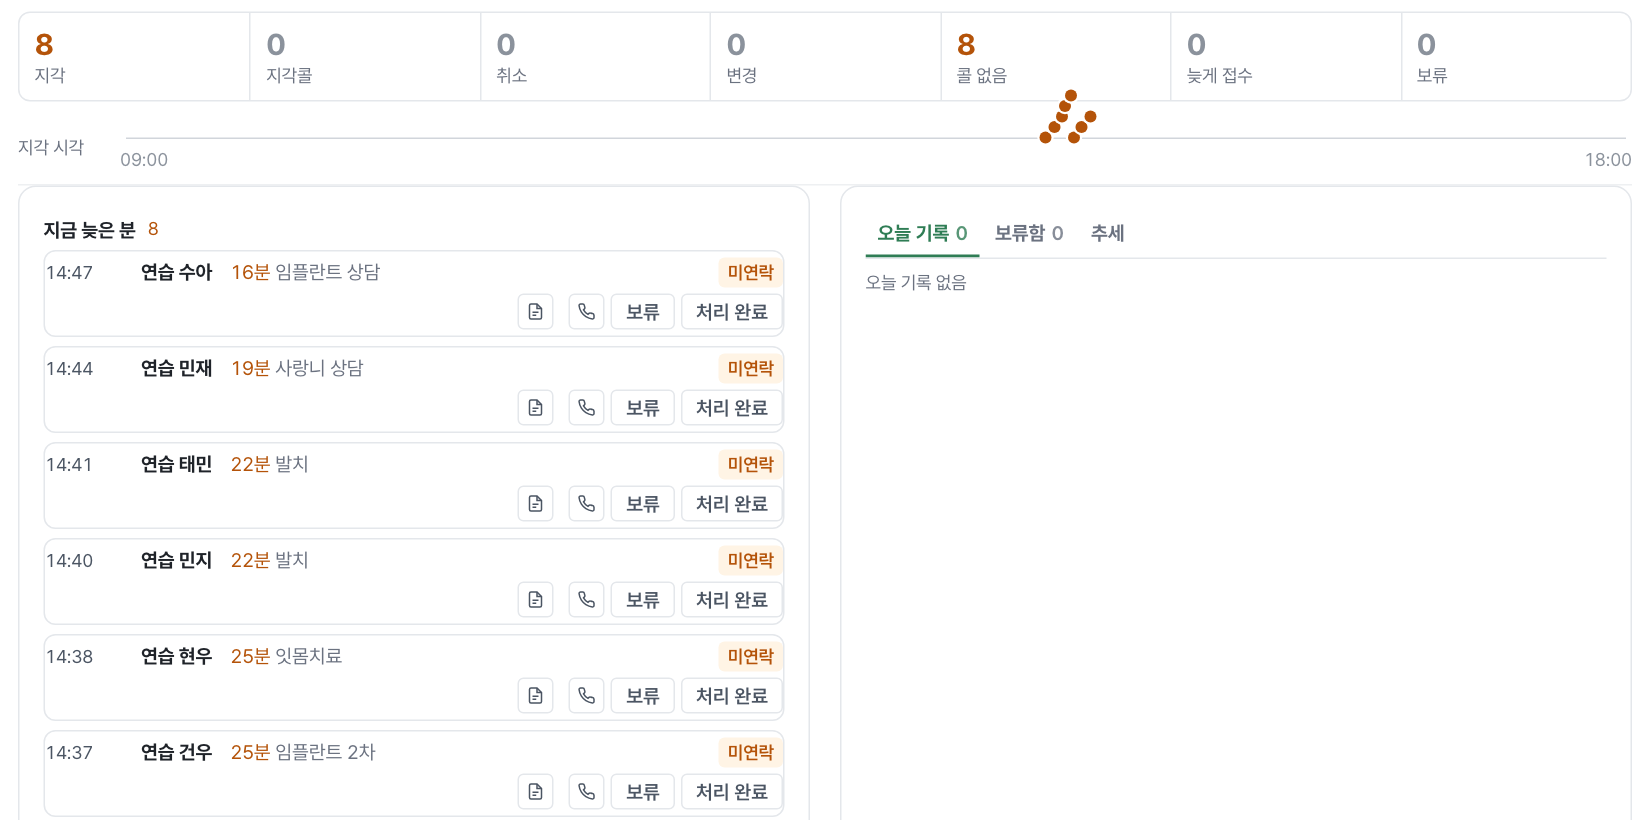 8 0 0 0 8 0 0
지각 지각콜 취소 변경 콜 없음 늦게 접수 보류
지각 시각
09:00 18:00
지금 늦은 분 8
14:47 연습 수아 16분 임플란트 상담 미연락
보류 처리 완료
14:44 연습 민재 19분 사랑니 상담 미연락
보류 처리 완료
14:41 연습 태민 22분 발치 미연락
보류 처리 완료
14:40 연습 민지 22분 발치 미연락
보류 처리 완료
14:38 연습 현우 25분 잇몸치료 미연락
보류 처리 완료
14:37 연습 건우 25분 임플란트 2차 미연락
보류 처리 완료
오늘 기록 0 보류함 0 추세
오늘 기록 없음